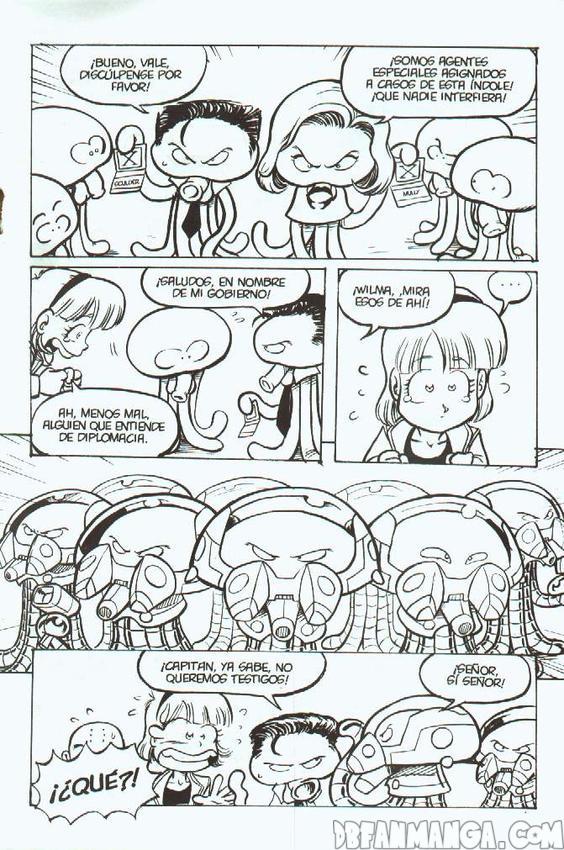 ¡BUENO, VALE,
DISCÚLPENSE POR
FAVOR!
¡SOMOS AGENTES
ESPECIALES ASIGNADOS
A CASOS DE ESTA ÍNDOLE!
¡QUE NADIE INTERFIERA!
SCULDER
MULLY
¡SALUDOS, EN NOMBRE
DE MI GOBIERNO!
AH, MENOS MAL,
ALGUIEN QUE ENTIENDE
DE DIPLOMACIA.
¡WILMA, ¡MIRA
ESOS DE AHÍ!
...
¡CAPITAN, YA SABE, NO
QUEREMOS TESTIGOS!
¡SEÑOR,
SÍ SEÑOR!
¡¿QUÉ?!
DBFANMANGA.COM